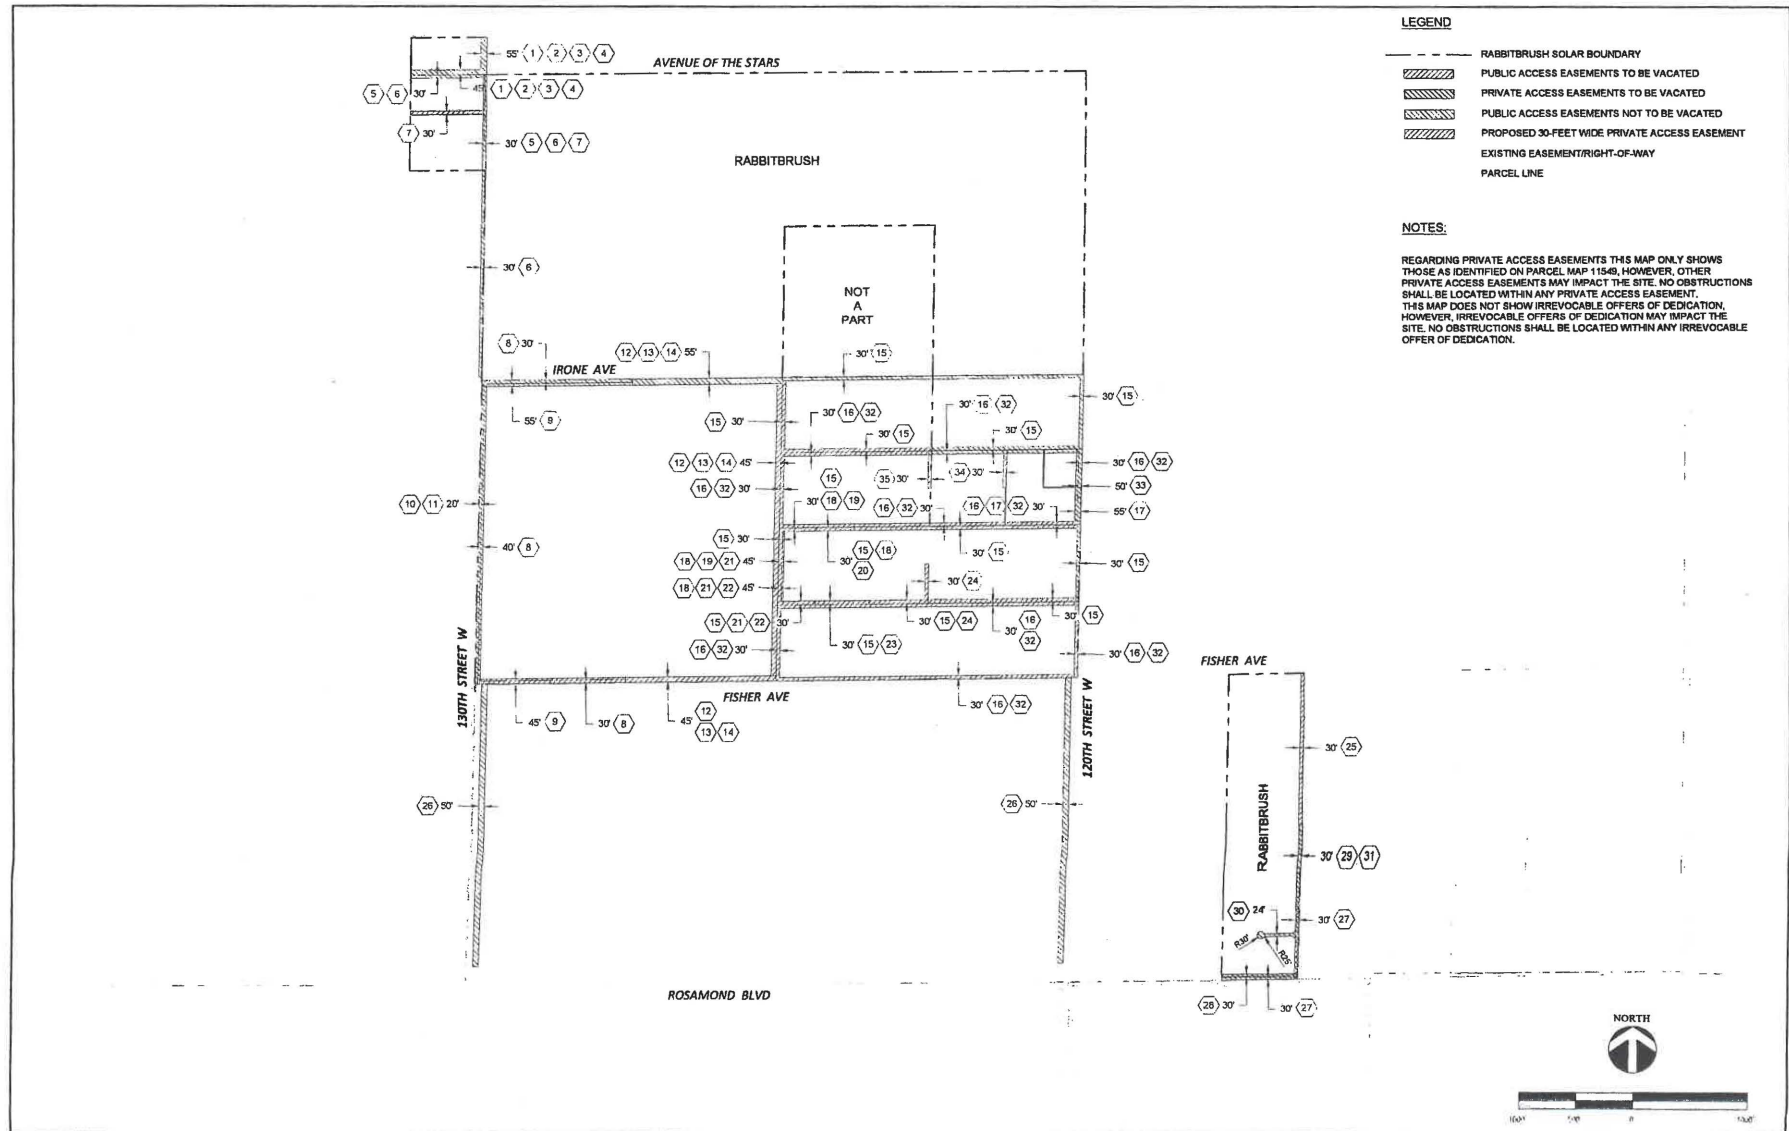 LEGEND
RABBITBRUSH SOLAR BOUNDARY
PUBLIC ACCESS EASEMENTS TO BE VACATED
PRIVATE ACCESS EASEMENTS TO BE VACATED
PUBLIC ACCESS EASEMENTS NOT TO BE VACATED
PROPOSED 30-FEET WIDE PRIVATE ACCESS EASEMENT
EXISTING EASEMENT/RIGHT-OF-WAY
PARCEL LINE
NOTES:
REGARDING PRIVATE ACCESS EASEMENTS THIS MAP ONLY SHOWS
THOSE AS IDENTIFIED ON PARCEL MAP 11549, HOWEVER, OTHER
PRIVATE ACCESS EASEMENTS MAY IMPACT THE SITE. NO OBSTRUCTIONS
SHALL BE LOCATED WITHIN ANY PRIVATE ACCESS EASEMENT.
THIS MAP DOES NOT SHOW IRREVOCABLE OFFERS OF DEDICATION,
HOWEVER, IRREVOCABLE OFFERS OF DEDICATION MAY IMPACT THE
SITE. NO OBSTRUCTIONS SHALL BE LOCATED WITHIN ANY IRREVOCABLE
OFFER OF DEDICATION.
55' 1 2 3 4
AVENUE OF THE STARS
5 6 30'
45' 1 2 3 4
7 30'
30' 5 6 7
RABBITBRUSH
30' 6
NOT
A
PART
8 30'
12 13 14 55'
30' 15
IRONE AVE
55' 9
15 30'
30' 16 32
30' 16 32
30' 15
30' 15
30' 15
12 13 14 45'
30' 16 32
15
35 30'
34 30'
16 32 30'
50' 33
10 11 20'
30' 18 19
16 32 30'
16 17 32 30'
55' 17
15 30'
40' 8
15 18
30'
20
30' 15
18 19 21 45'
30' 15
30' 24
18 21 22 45'
15 21 22 30'
30' 15 24
16
30'
32
30' 15
16 32 30'
30' 15 23
30' 16 32
130TH STREET W
FISHER AVE
FISHER AVE
45' 9
30' 8
45' 12
13 14
30' 16 32
120TH STREET W
30' 25
26 50'
26 50'
RABBITBRUSH
30' 29 31
30 24'
30' 27
R30'
R25'
ROSAMOND BLVD
28 30'
30' 27
NORTH
1000'
500
0
1000'